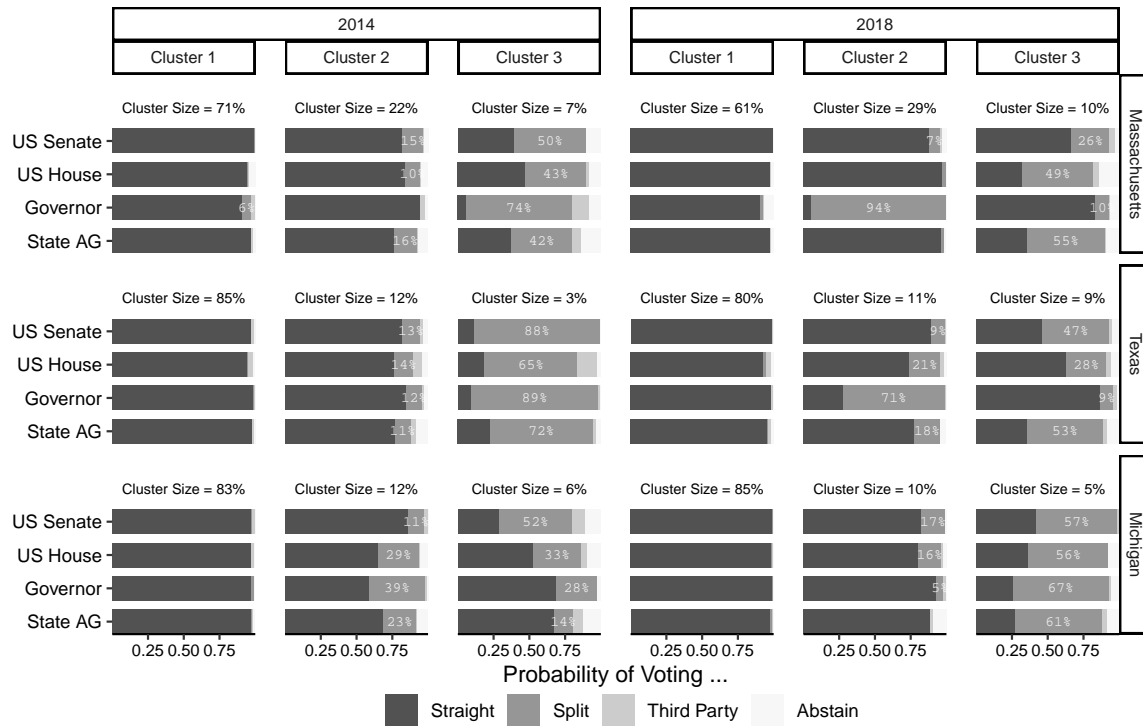 2014 2018
Cluster 1 Cluster 2 Cluster 3 Cluster 1 Cluster 2 Cluster 3
Massachusetts
Cluster Size = 71% Cluster Size = 22% Cluster Size = 7% Cluster Size = 61% Cluster Size = 29% Cluster Size = 10%
US Senate 15% 50% 7% 26%
US House 10% 43% 49%
Governor 6% 74% 94% 10%
State AG 16% 42% 55%
Texas
Cluster Size = 85% Cluster Size = 12% Cluster Size = 3% Cluster Size = 80% Cluster Size = 11% Cluster Size = 9%
US Senate 13% 88% 9% 47%
US House 14% 65% 21% 28%
Governor 12% 89% 71% 9%
State AG 11% 72% 18% 53%
Michigan
Cluster Size = 83% Cluster Size = 12% Cluster Size = 6% Cluster Size = 85% Cluster Size = 10% Cluster Size = 5%
US Senate 11% 52% 17% 57%
US House 29% 33% 16% 56%
Governor 39% 28% 5% 67%
State AG 23% 14% 61%
0.25 0.50 0.75 0.25 0.50 0.75 0.25 0.50 0.75 0.25 0.50 0.75 0.25 0.50 0.75 0.25 0.50 0.75
Probability of Voting ...
Straight Split Third Party Abstain